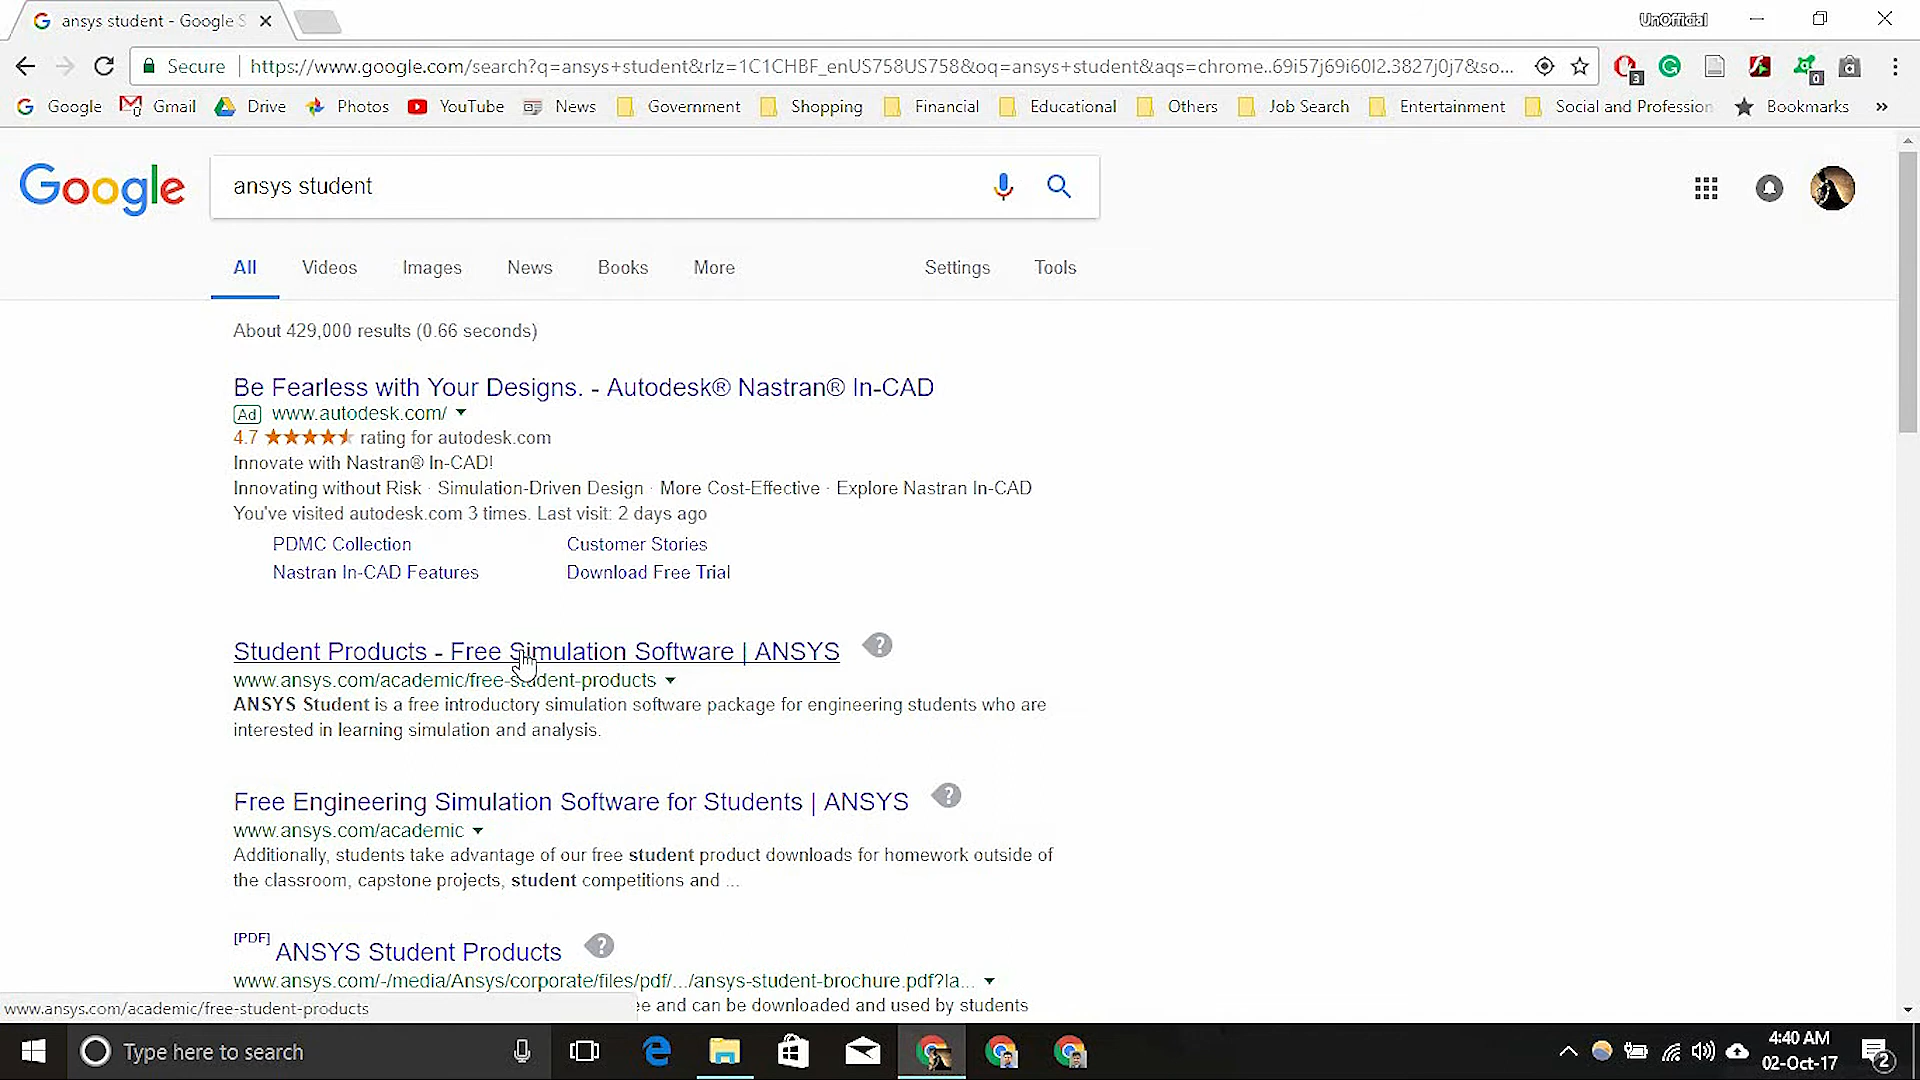 ansys student - Google S
UnOfficial
Secure
https://www.google.com/search?q=ansys+student&rlz=1C1CHBF_enUS758US758&oq=ansys+student&aqs=chrome..69i57j69i60l2.3827j0j7&so...
3
0
Google Gmail Drive Photos YouTube News Government Shopping Financial Educational Others Job Search Entertainment Social and Profession Bookmarks »
Google
ansys student
All Videos Images News Books More Settings Tools
About 429,000 results (0.66 seconds)
Be Fearless with Your Designs. - Autodesk® Nastran® In-CAD
Ad www.autodesk.com/
4.7 rating for autodesk.com
Innovate with Nastran® In-CAD!
Innovating without Risk · Simulation-Driven Design · More Cost-Effective · Explore Nastran In-CAD
You've visited autodesk.com 3 times. Last visit: 2 days ago
PDMC Collection Customer Stories
Nastran In-CAD Features Download Free Trial
Student Products - Free Simulation Software | ANSYS ?
www.ansys.com/academic/free-student-products
ANSYS Student is a free introductory simulation software package for engineering students who are
interested in learning simulation and analysis.
Free Engineering Simulation Software for Students | ANSYS ?
www.ansys.com/academic
Additionally, students take advantage of our free student product downloads for homework outside of
the classroom, capstone projects, student competitions and ...
[PDF] ANSYS Student Products ?
www.ansys.com/-/media/Ansys/corporate/files/pdf/.../ansys-student-brochure.pdf?la...
ee and can be downloaded and used by students
www.ansys.com/academic/free-student-products
Type here to search
4:40 AM
02-Oct-17
2